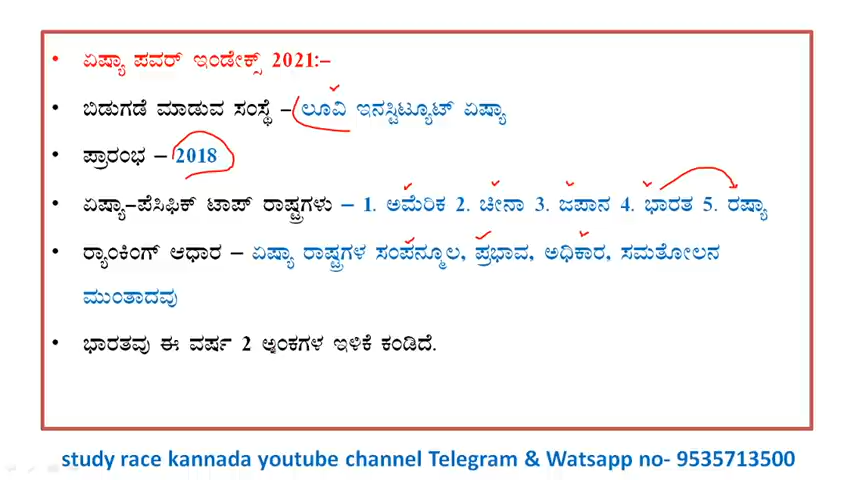 • ಏಷ್ಯಾ ಪವರ್ ಇಂಡೇಕ್ಸ್ 2021:–
• ಬಿಡುಗಡೆ ಮಾಡುವ ಸಂಸ್ಥೆ – ಲೂವಿ ಇನಸ್ಟಿಟ್ಯೂಟ್ ಏಷ್ಯಾ
• ಪ್ರಾರಂಭ – 2018
• ಏಷ್ಯಾ–ಪೆಸಿಫಿಕ್ ಟಾಪ್ ರಾಷ್ಟ್ರಗಳು – 1. ಅಮೆರಿಕ 2. ಚೀನಾ 3. ಜಪಾನ 4. ಭಾರತ 5. ರಷ್ಯಾ
• ರ‍್ಯಾಂಕಿಂಗ್ ಆಧಾರ – ಏಷ್ಯಾ ರಾಷ್ಟ್ರಗಳ ಸಂಪನ್ಮೂಲ, ಪ್ರಭಾವ, ಅಧಿಕಾರ, ಸಮತೋಲನ
ಮುಂತಾದವು
• ಭಾರತವು ಈ ವರ್ಷ 2 ಅಂಕಗಳ ಇಳಿಕೆ ಕಂಡಿದೆ.
study race kannada youtube channel Telegram & Watsapp no- 9535713500